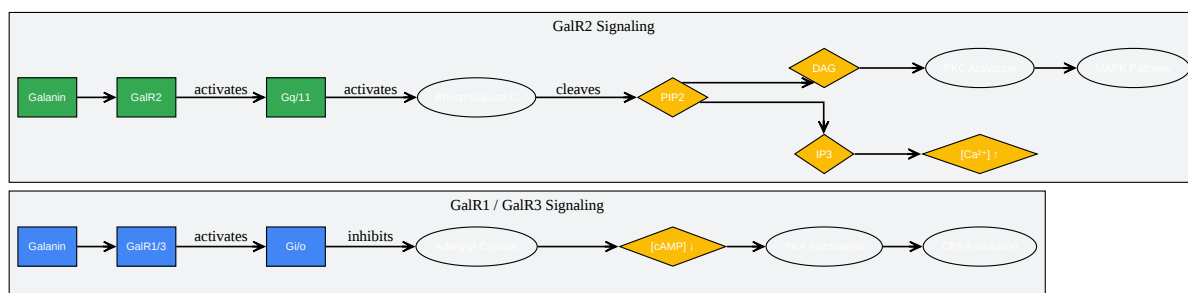 GalR2 Signaling
Galanin
GalR2
activates
Gq/11
activates
Phospholipase C
cleaves
PIP2
DAG
PKC Activation
MAPK Pathway
IP3
[Ca²⁺] ↑
GalR1 / GalR3 Signaling
Galanin
GalR1/3
activates
Gi/o
inhibits
Adenylyl Cyclase
[cAMP] ↓
PKA Inactivation
CREB Inhibition